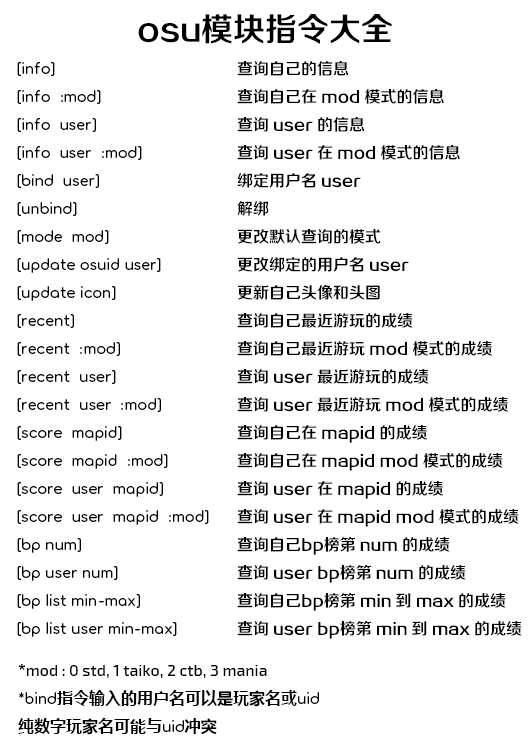 osu模块指令大全
[info] 查询自己的信息
[info :mod] 查询自己在 mod 模式的信息
[info user] 查询 user 的信息
[info user :mod] 查询 user 在 mod 模式的信息
[bind user] 绑定用户名 user
[unbind] 解绑
[mode mod] 更改默认查询的模式
[update osuid user] 更改绑定的用户名 user
[update icon] 更新自己头像和头图
[recent] 查询自己最近游玩的成绩
[recent :mod] 查询自己最近游玩 mod 模式的成绩
[recent user] 查询 user 最近游玩的成绩
[recent user :mod] 查询 user 最近游玩 mod 模式的成绩
[score mapid] 查询自己在 mapid 的成绩
[score mapid :mod] 查询自己在 mapid mod 模式的成绩
[score user mapid] 查询 user 在 mapid 的成绩
[score user mapid :mod] 查询 user 在 mapid mod 模式的成绩
[bp num] 查询自己bp榜第 num 的成绩
[bp user num] 查询 user bp榜第 num 的成绩
[bp list min-max] 查询自己bp榜第 min 到 max 的成绩
[bp list user min-max] 查询 user bp榜第 min 到 max 的成绩
*mod : 0 std, 1 taiko, 2 ctb, 3 mania
*bind指令输入的用户名可以是玩家名或uid
纯数字玩家名可能与uid冲突